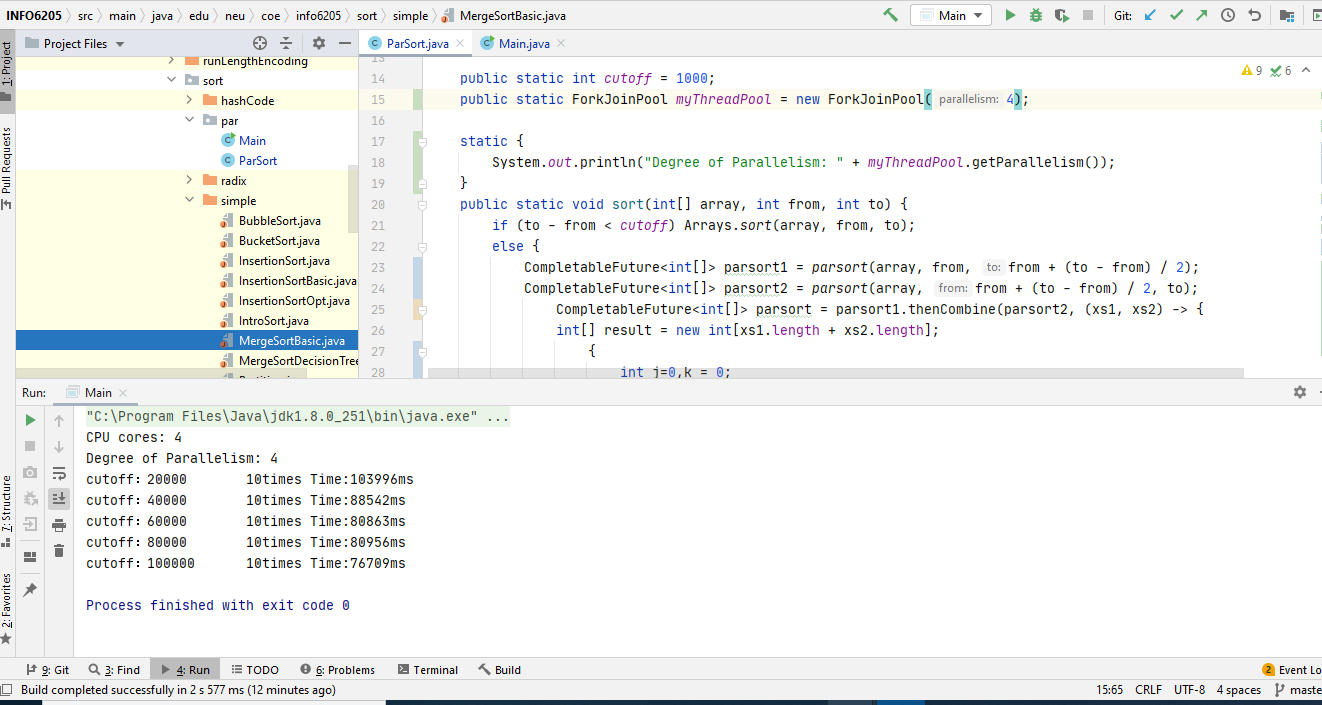 INFO6205 src main java edu neu coe info6205 sort simple MergeSortBasic.java Main Git:
1: Project
Pull Requests
7: Structure
2: Favorites
Project Files
runLengthEncoding
sort
hashCode
par
Main
ParSort
radix
simple
BubbleSort.java
BucketSort.java
InsertionSort.java
InsertionSortBasic.java
InsertionSortOpt.java
IntroSort.java
MergeSortBasic.java
MergeSortDecisionTree
ParSort.java Main.java
9 6
13
14 public static int cutoff = 1000;
15 public static ForkJoinPool myThreadPool = new ForkJoinPool( parallelism: 4);
16
17 static {
18 System.out.println("Degree of Parallelism: " + myThreadPool.getParallelism());
19 }
20 public static void sort(int[] array, int from, int to) {
21 if (to - from < cutoff) Arrays.sort(array, from, to);
22 else {
23 CompletableFuture<int[]> parsort1 = parsort(array, from, to: from + (to - from) / 2);
24 CompletableFuture<int[]> parsort2 = parsort(array, from: from + (to - from) / 2, to);
25 CompletableFuture<int[]> parsort = parsort1.thenCombine(parsort2, (xs1, xs2) -> {
26 int[] result = new int[xs1.length + xs2.length];
27 {
28 int j=0,k = 0;
Run: Main
"C:\Program Files\Java\jdk1.8.0_251\bin\java.exe" ...
CPU cores: 4
Degree of Parallelism: 4
cutoff: 20000 10times Time:103996ms
cutoff: 40000 10times Time:88542ms
cutoff: 60000 10times Time:80863ms
cutoff: 80000 10times Time:80956ms
cutoff: 100000 10times Time:76709ms
Process finished with exit code 0
9: Git 3: Find 4: Run TODO 6: Problems Terminal Build 2 Event Lo
Build completed successfully in 2 s 577 ms (12 minutes ago) 15:65 CRLF UTF-8 4 spaces maste